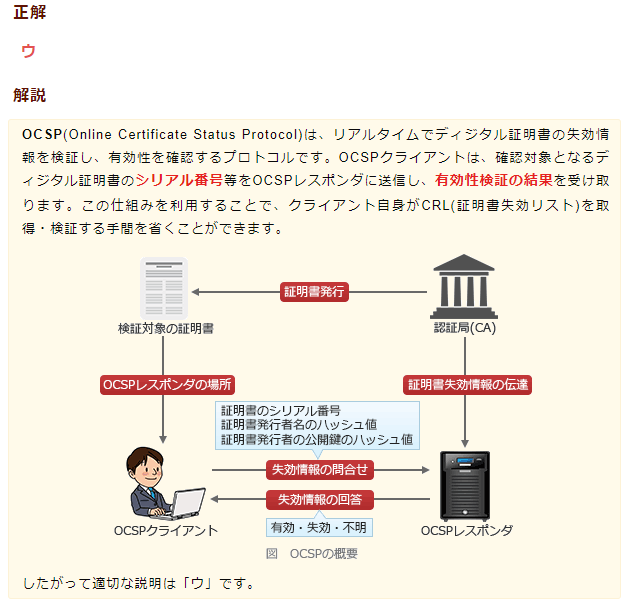 正解
ウ
解説
OCSP(Online Certificate Status Protocol)は、リアルタイムでディジタル証明書の失効情
報を検証し、有効性を確認するプロトコルです。OCSPクライアントは、確認対象となるデ
ィジタル証明書のシリアル番号等をOCSPレスポンダに送信し、有効性検証の結果を受け取
ります。この仕組みを利用することで、クライアント自身がCRL(証明書失効リスト)を取
得・検証する手間を省くことができます。
証明書発行
検証対象の証明書
認証局(CA)
OCSPレスポンダの場所
証明書失効情報の伝達
証明書のシリアル番号
証明書発行者名のハッシュ値
証明書発行者の公開鍵のハッシュ値
失効情報の問合せ
失効情報の回答
有効・失効・不明
OCSPクライアント
OCSPレスポンダ
図　OCSPの概要
したがって適切な説明は「ウ」です。